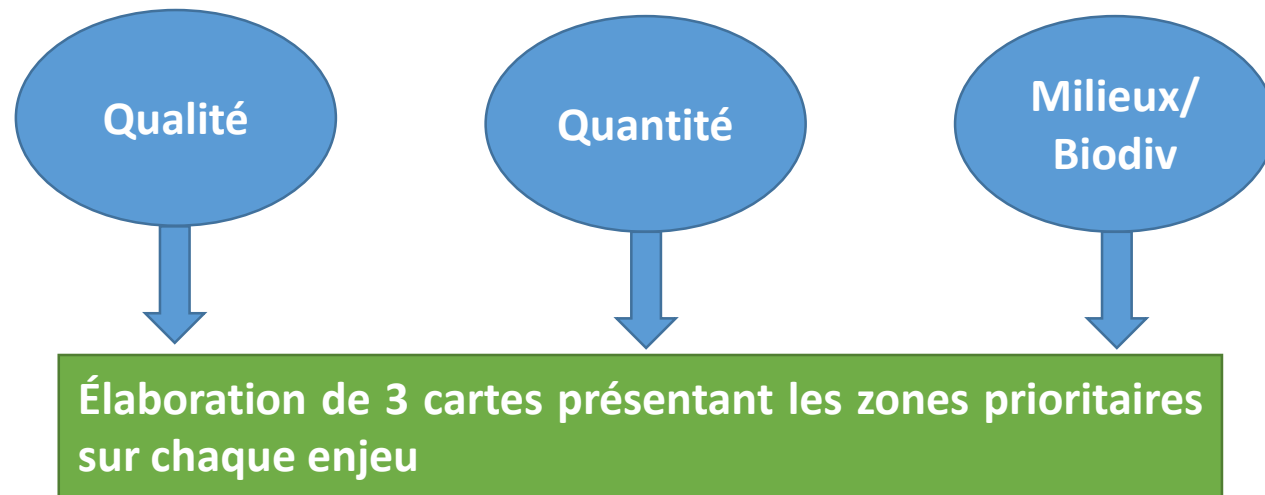 Qualité
Quantité
Milieux/
Biodiv
Élaboration de 3 cartes présentant les zones prioritaires
sur chaque enjeu